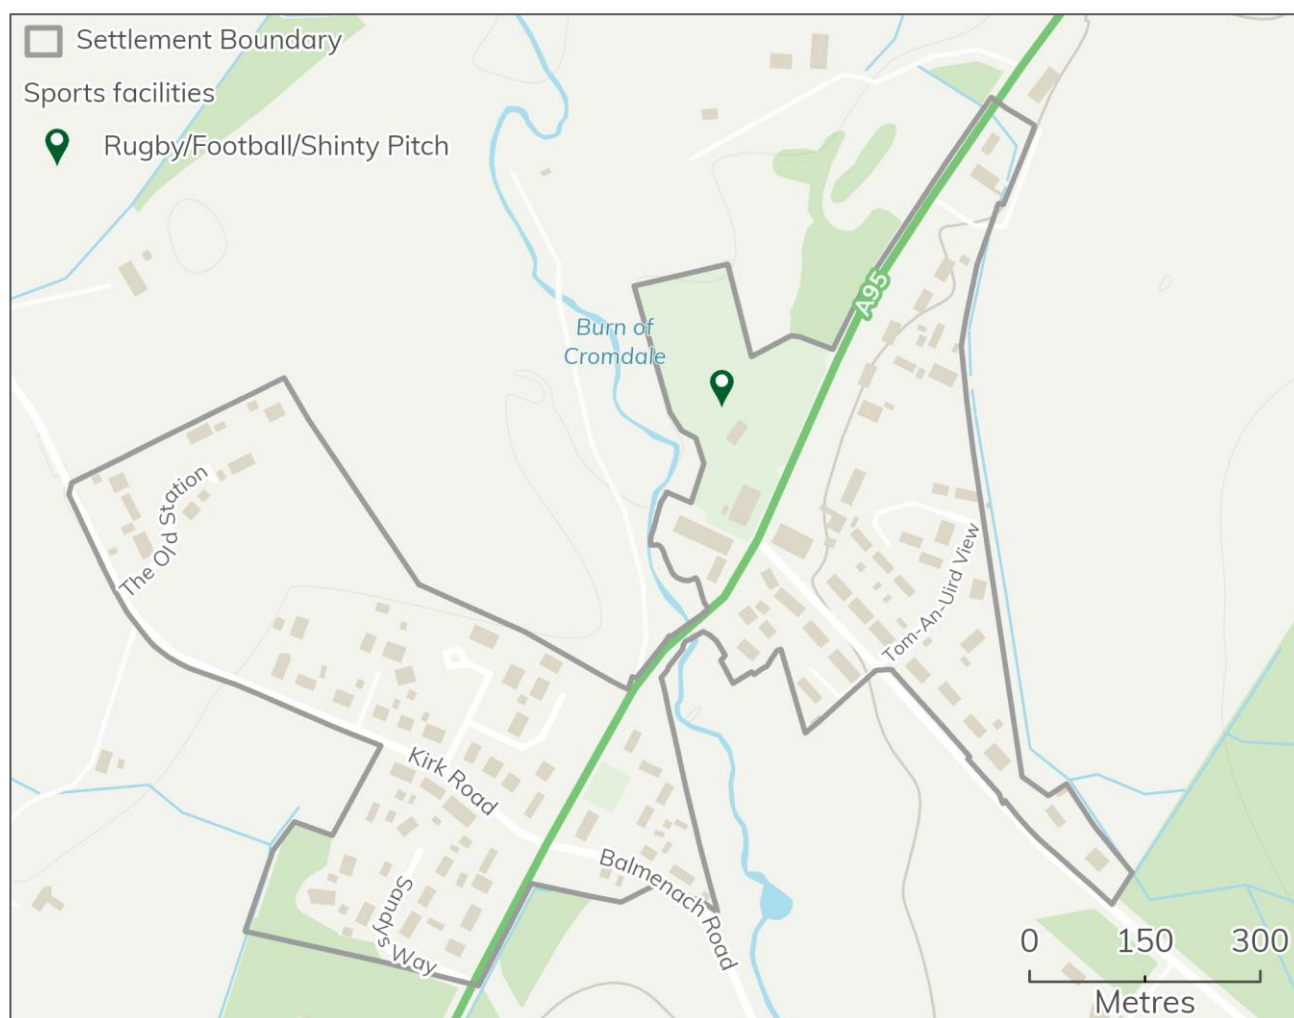 Settlement Boundary
Sports facilities
Rugby/Football/Shinty Pitch
A95
Burn of
Cromdale
The Old Station
Tom-An-Uird View
Kirk Road
Balmenach Road
Sandys Way
0 150 300
Metres